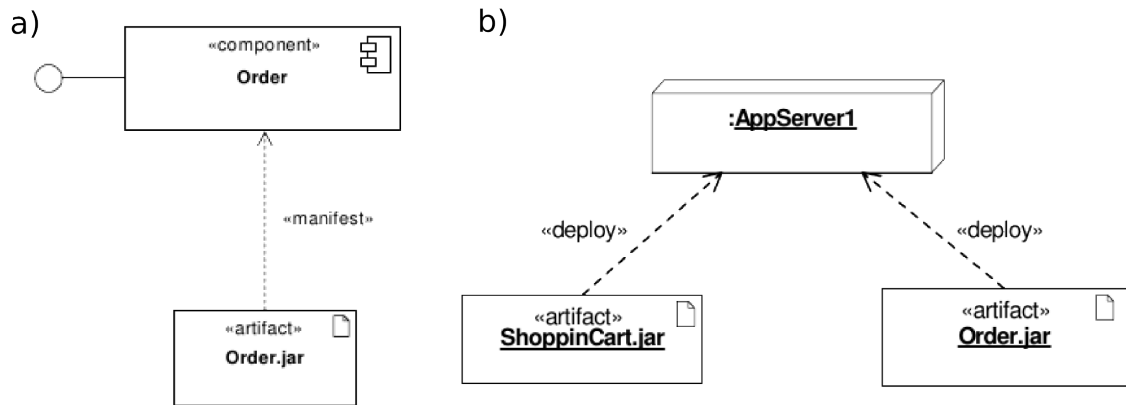 a)
«component»
Order
«manifest»
«artifact»
Order.jar
b)
:AppServer1
«deploy»
«deploy»
«artifact»
ShoppinCart.jar
«artifact»
Order.jar